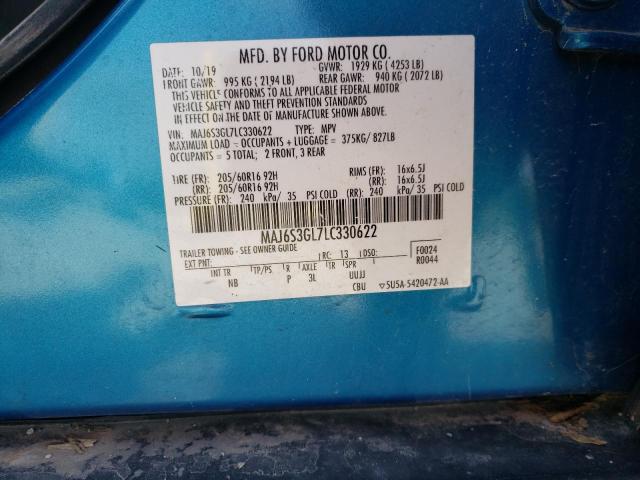 MFD. BY FORD MOTOR CO.
DATE: 10/19 GVWR: 1929 KG ( 4253 LB)
FRONT GAWR: 995 KG ( 2194 LB) REAR GAWR: 940 KG ( 2072 LB)
THIS VEHICLE CONFORMS TO ALL APPLICABLE FEDERAL MOTOR
VEHICLE SAFETY AND THEFT PREVENTION STANDARDS
IN EFFECT ON THE DATE OF MANUFACTURE SHOWN ABOVE.
VIN: MAJ6S3GL7LC330622 TYPE: MPV
MAXIMUM LOAD = OCCUPANTS + LUGGAGE = 375KG/ 827LB
OCCUPANTS = 5 TOTAL; 2 FRONT, 3 REAR
TIRE (FR): 205/60R16 92H RIMS (FR): 16x6.5J
(RR): 205/60R16 92H (RR): 16x6.5J
PRESSURE (FR): 240 kPa/ 35 PSI COLD (RR): 240 kPa/ 35 PSI COLD
MAJ6S3GL7LC330622
TRAILER TOWING - SEE OWNER GUIDE
EXT PNT: RC: 13 DSO: F0024
R0044
INT TR TP/PS R AXLE TR SPR
NB P 3L UUJJ
CBU ▽5U5A-5420472-AA